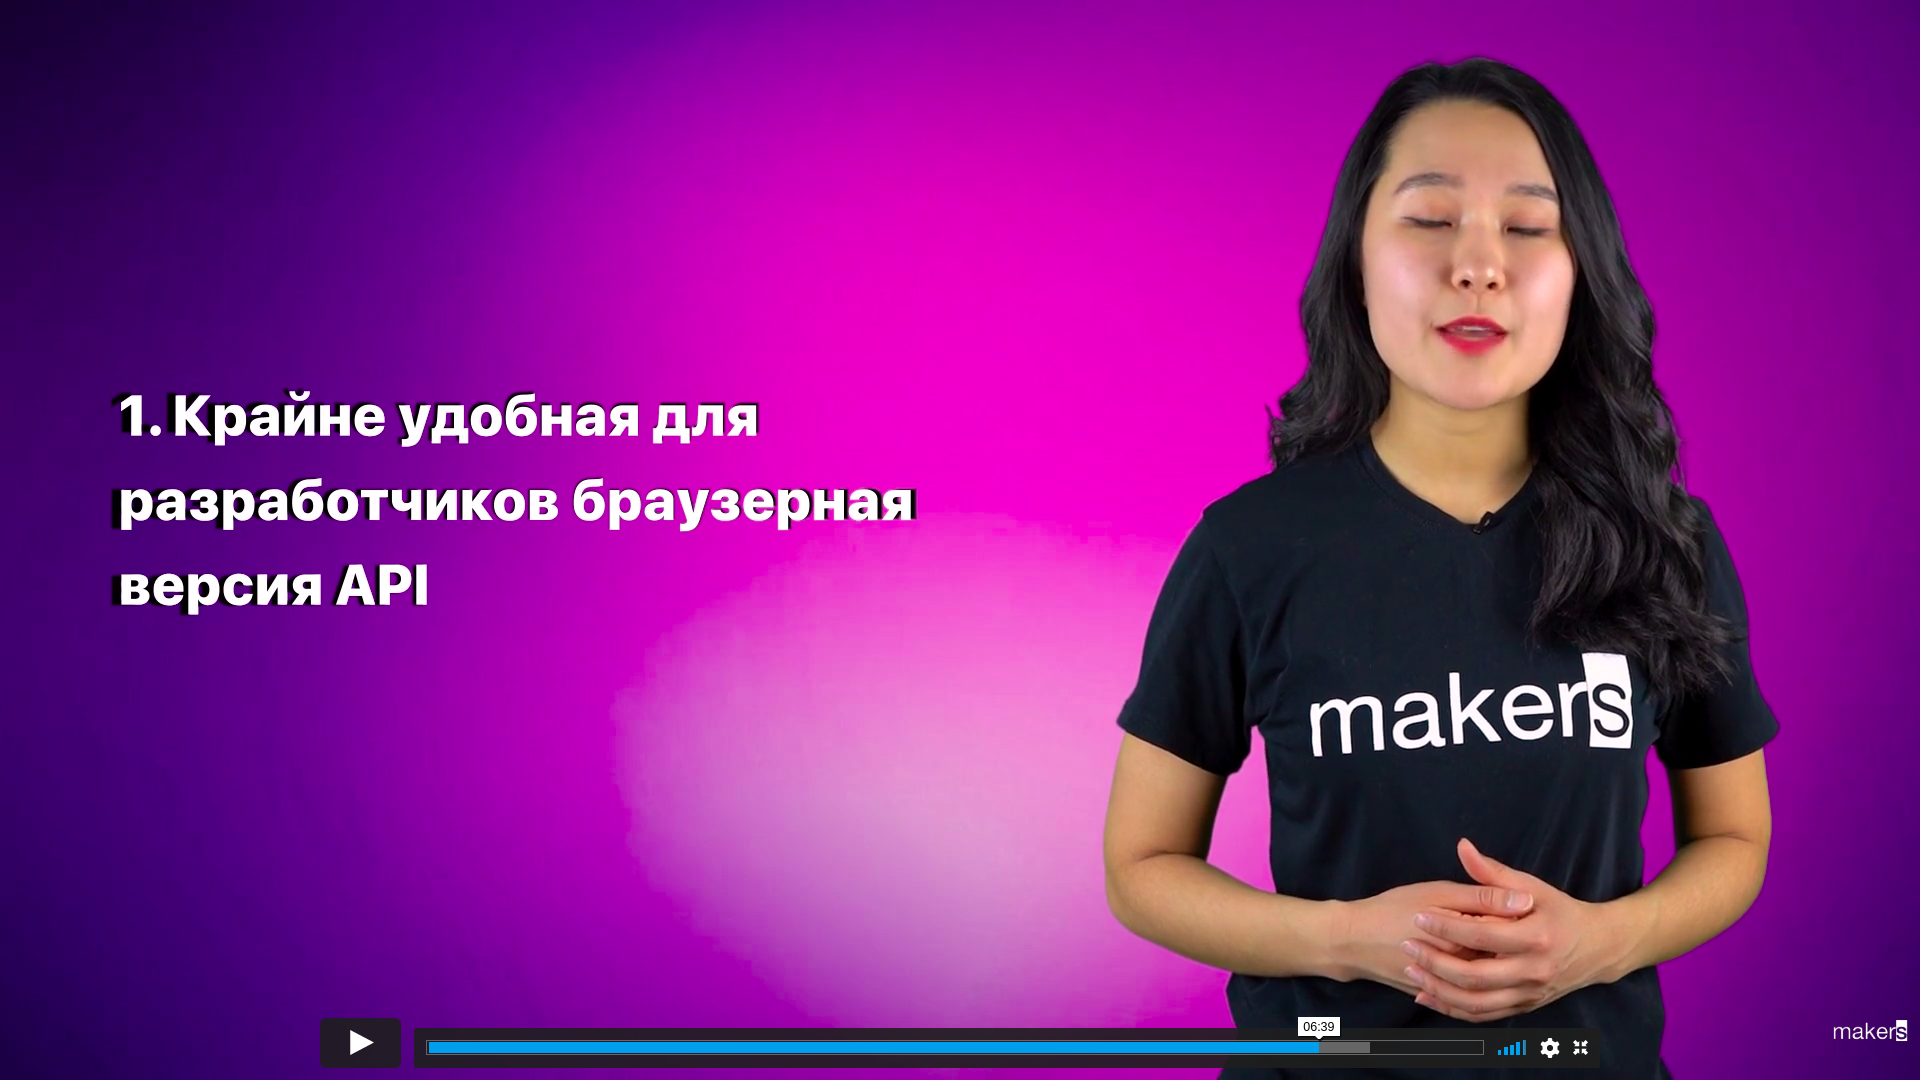 1. Крайне удобная для
разработчиков браузерная
версия API
makers
06:39
makers